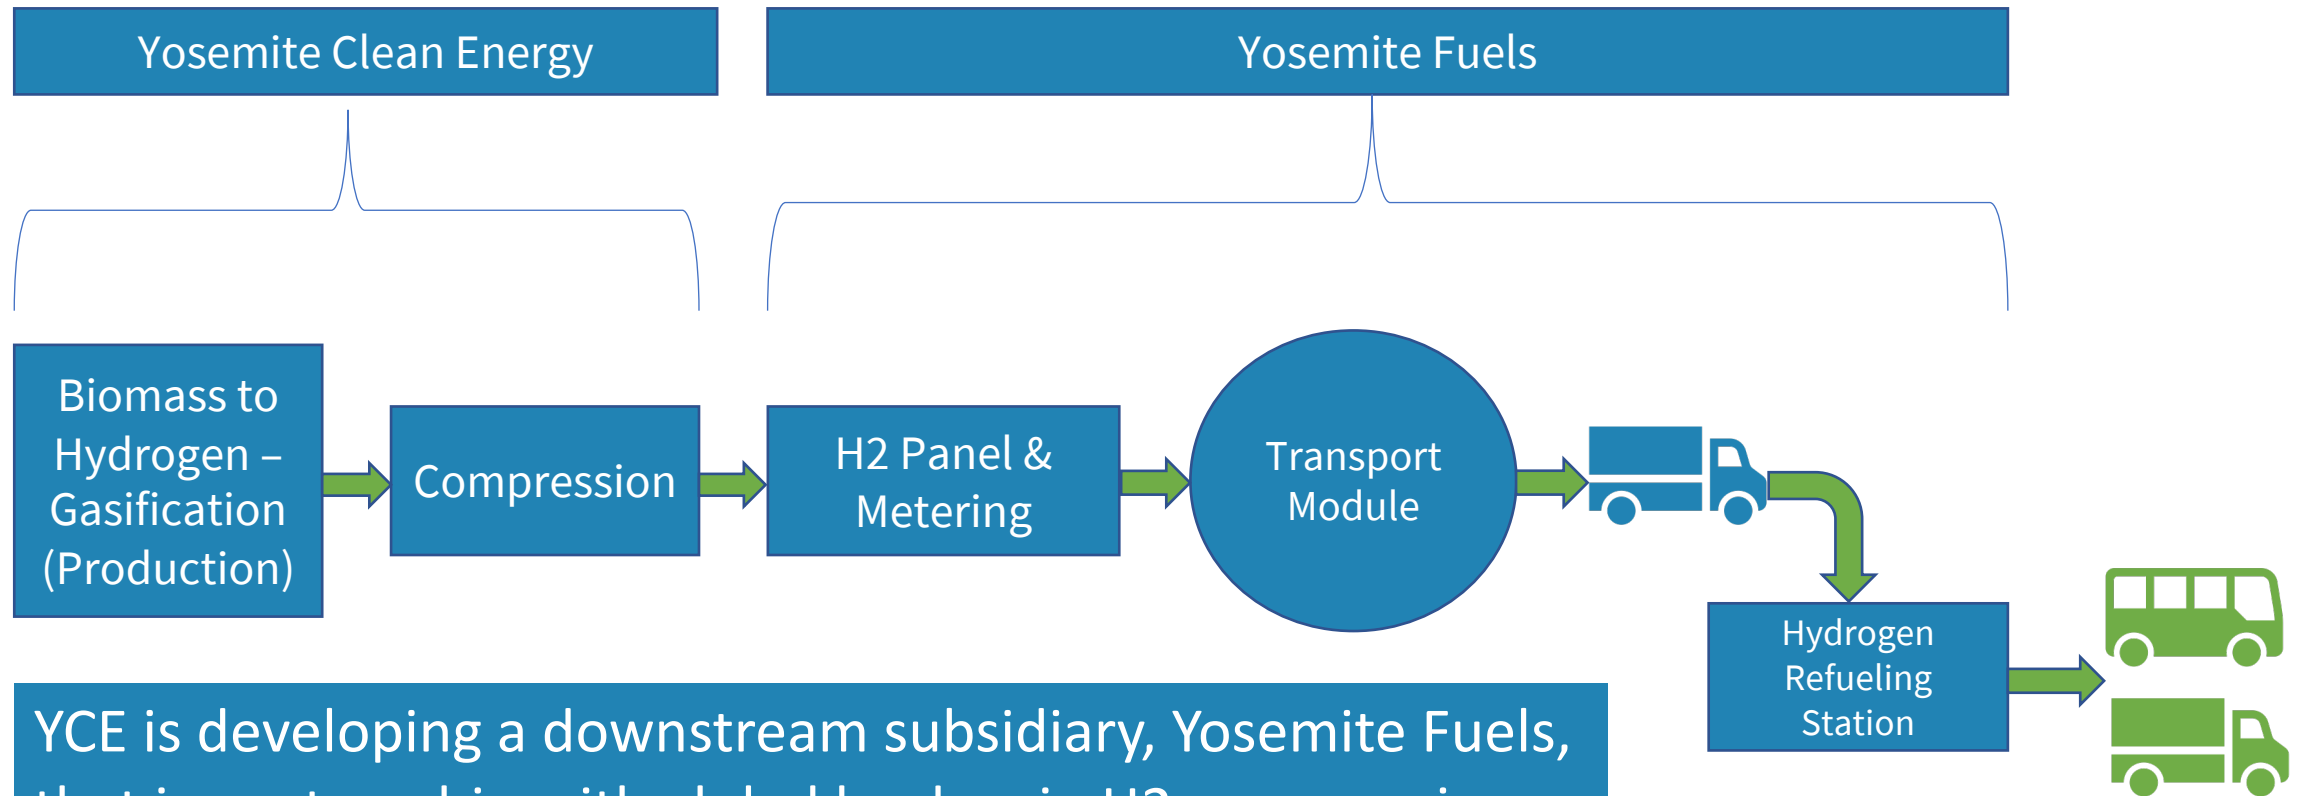 Yosemite Clean Energy
Yosemite Fuels
Biomass to
Hydrogen –
Gasification
(Production)
Compression
H2 Panel &
Metering
Transport
Module
Hydrogen
Refueling
Station
YCE is developing a downstream subsidiary, Yosemite Fuels,